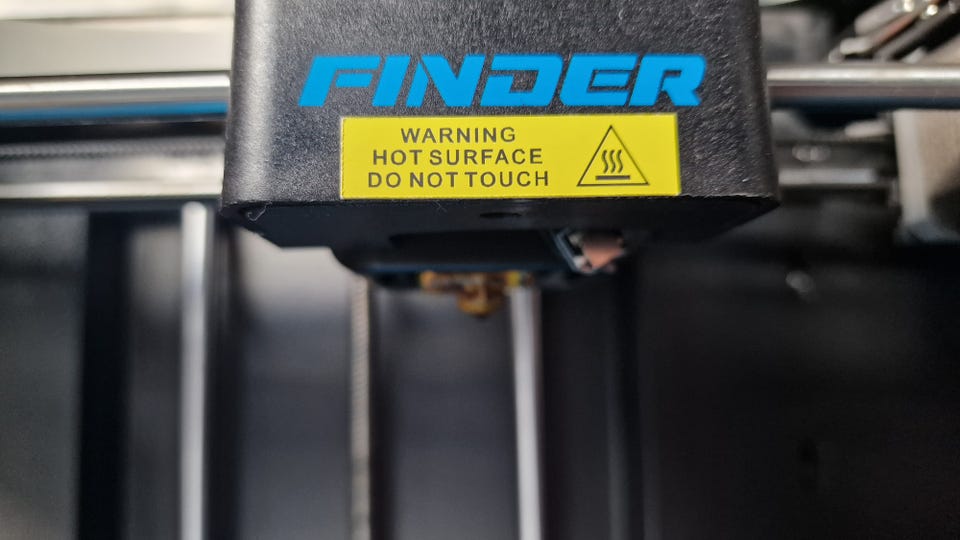 FINDER
WARNING
HOT SURFACE
DO NOT TOUCH